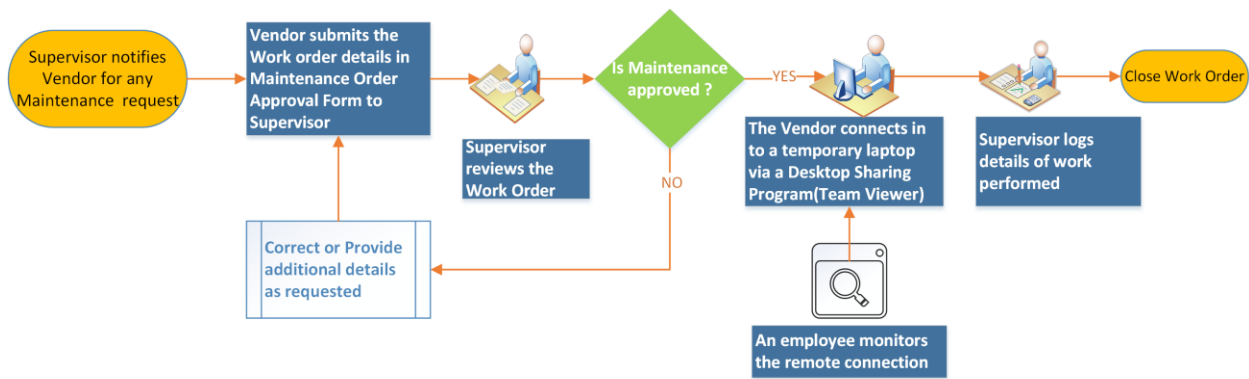 Supervisor notifies
Vendor for any
Maintenance request
Vendor submits the
Work order details in
Maintenance Order
Approval Form to
Supervisor
Supervisor
reviews the
Work Order
Is Maintenance
approved ?
YES
NO
Correct or Provide
additional details
as requested
The Vendor connects in
to a temporary laptop
via a Desktop Sharing
Program(Team Viewer)
An employee monitors
the remote connection
Supervisor logs
details of work
performed
Close Work Order